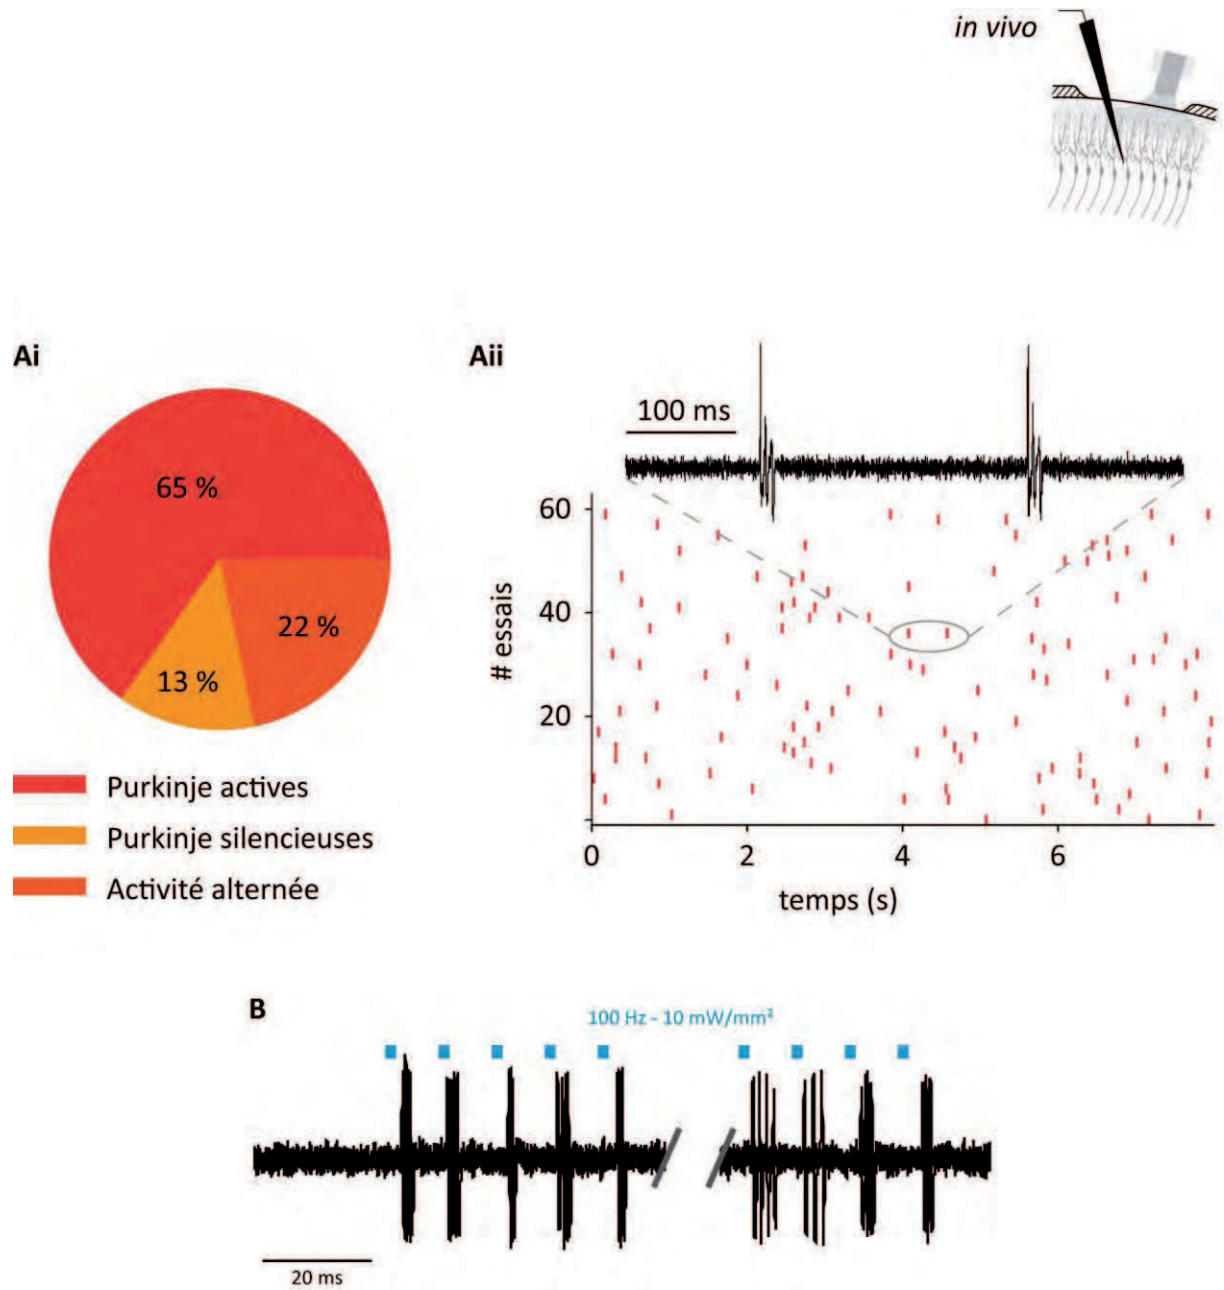 in vivo
Ai
Aii
65 %
22 %
13 %
Purkinje actives
Purkinje silencieuses
Activité alternée
100 ms
60
40
20
# essais
0 2 4 6
temps (s)
B
100 Hz - 10 mW/mm²
20 ms